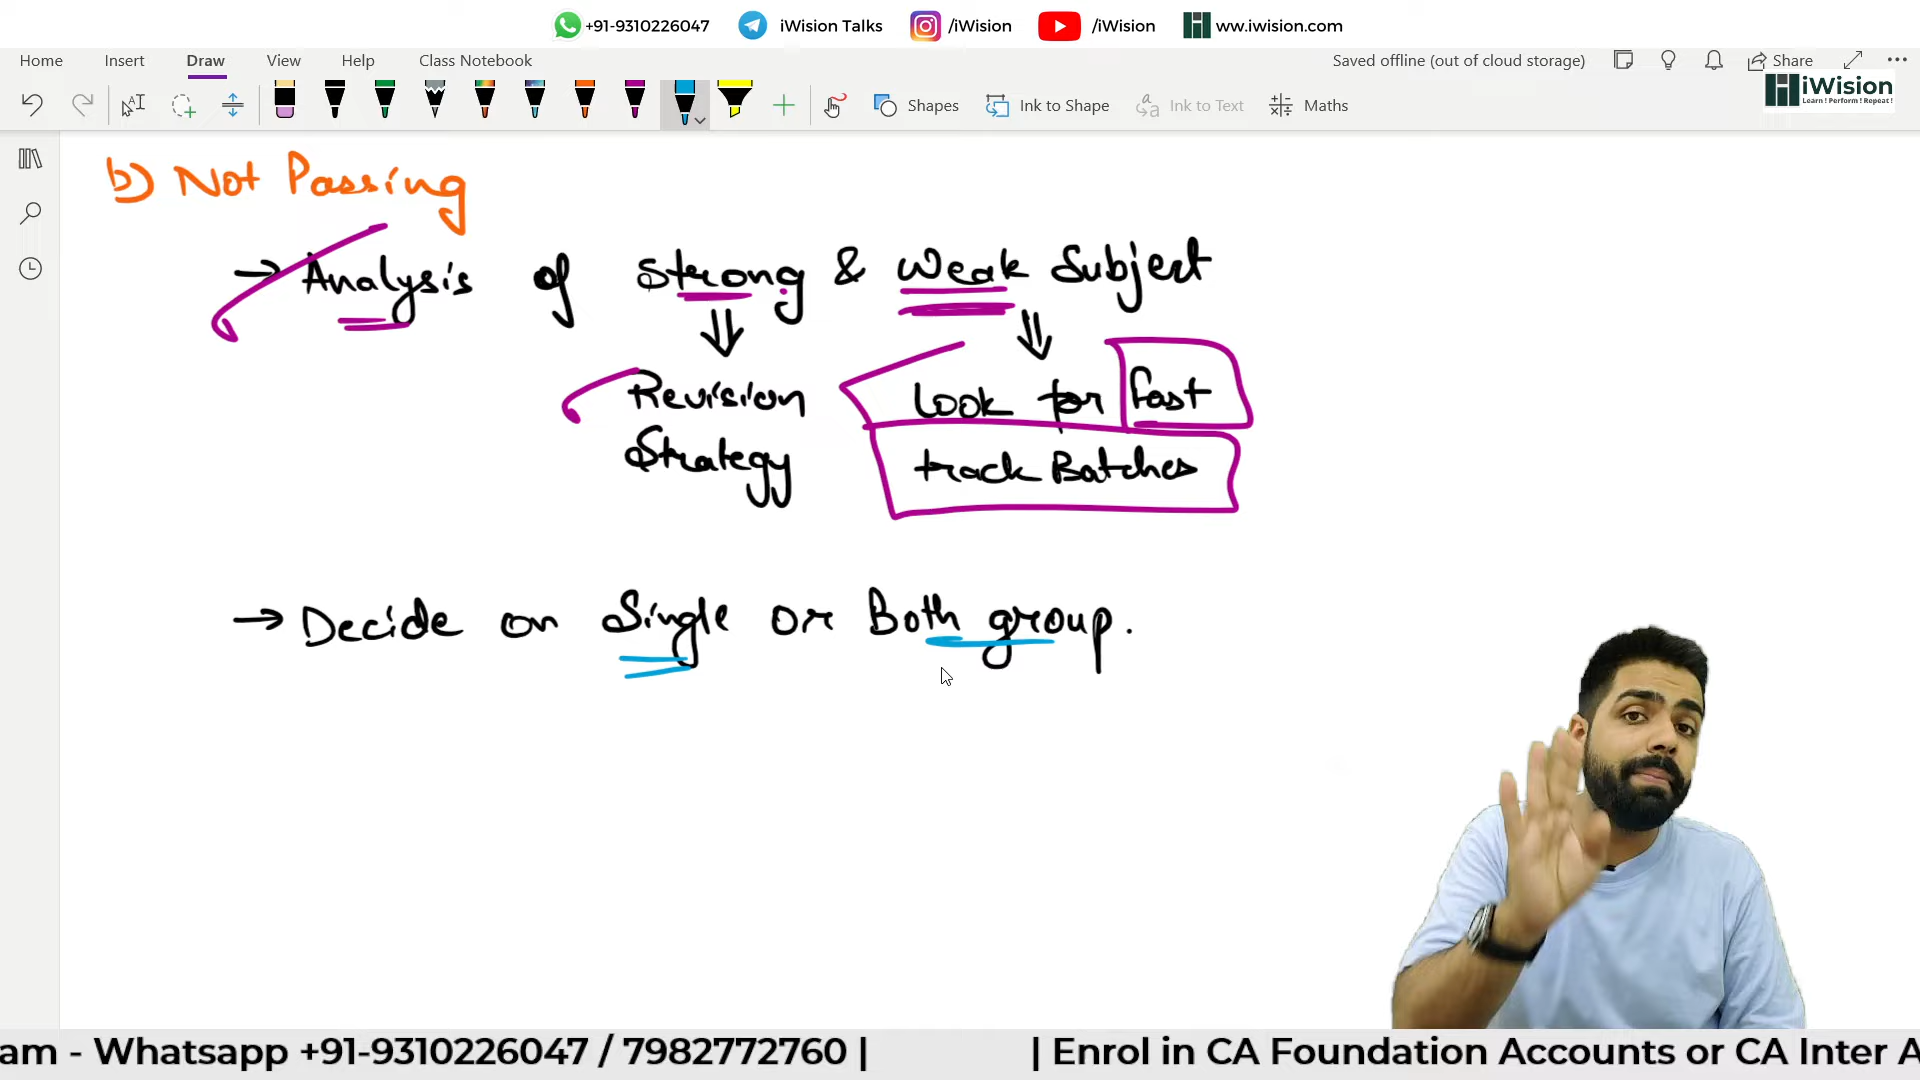 +91-9310226047 iWision Talks /iWision /iWision ww.iwision.com
Home Insert Draw View Help Class Notebook Saved offline (out of cloud storage) Share
Shapes Ink to Shape Ink to Text Maths
iWision
Learn ! Perform ! Repeat !
b) Not Passing
→ Analysis of Strong & Weak Subject
⇓ ⇓
Revision Look for fast
Strategy track Batches
→ Decide on Single or Both group.
am - Whatsapp +91-9310226047 / 7982772760 | | Enrol in CA Foundation Accounts or CA Inter A